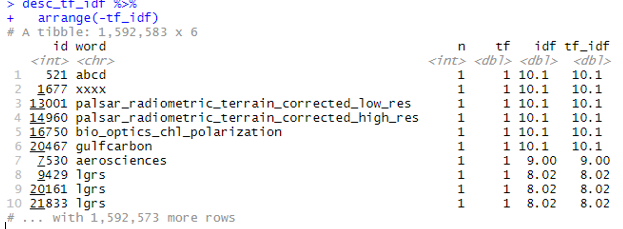 > desc_tf_idf %>%
+   arrange(-tf_idf)
# A tibble: 1,592,583 x 6
id word n tf idf tf_idf
<int> <chr> <int> <dbl> <dbl> <dbl>
1 521 abcd 1 1 10.1 10.1
2 1677 xxxx 1 1 10.1 10.1
3 13001 palsar_radiometric_terrain_corrected_low_res 1 1 10.1 10.1
4 14960 palsar_radiometric_terrain_corrected_high_res 1 1 10.1 10.1
5 16750 bio_optics_chl_polarization 1 1 10.1 10.1
6 20467 gulfcarbon 1 1 10.1 10.1
7 7530 aerosciences 1 1 9.00 9.00
8 9429 lgrs 1 1 8.02 8.02
9 20161 lgrs 1 1 8.02 8.02
10 21833 lgrs 1 1 8.02 8.02
# ... with 1,592,573 more rows